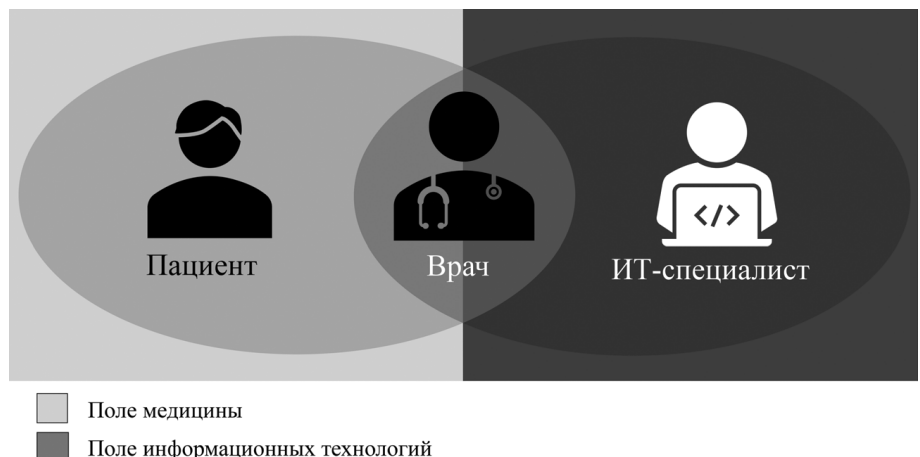 Пациент
Врач
ИТ-специалист
</>
Поле медицины
Поле информационных технологий